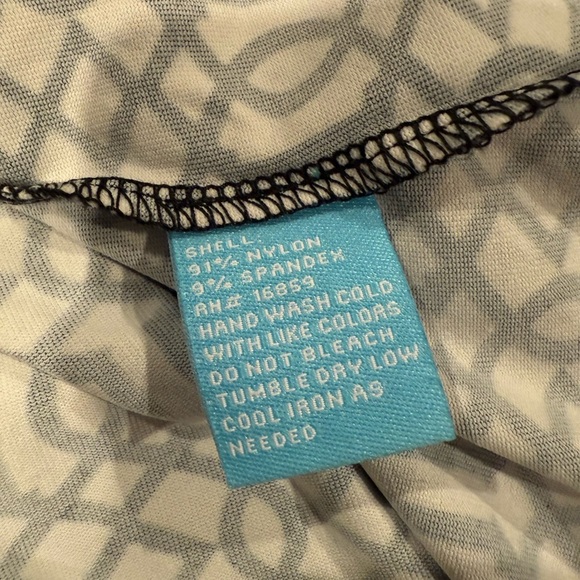 SHELL:
91% NYLON
9% SPANDEX
RH# 16859
HAND WASH COLD
WITH LIKE COLORS
DO NOT BLEACH
TUMBLE DRY LOW
COOL IRON AS
NEEDED